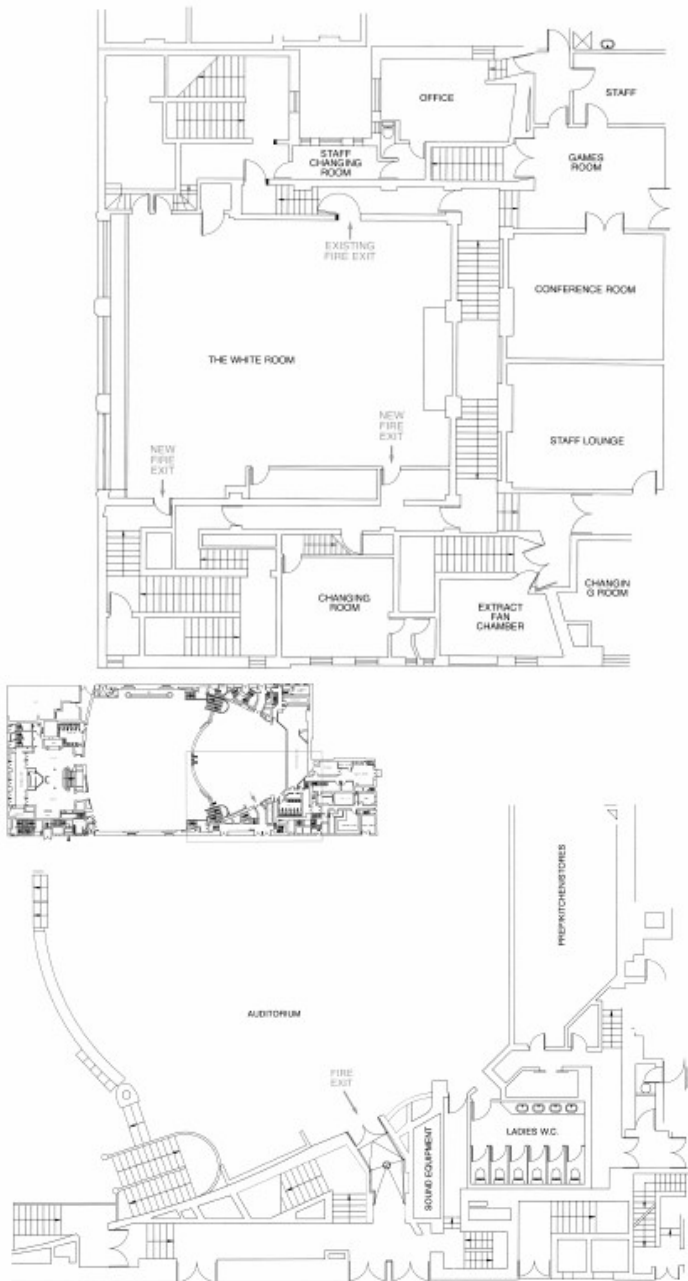 OFFICE
STAFF
STAFF
CHANGING
ROOM
GAMES
ROOM
EXISTING
FIRE EXIT
CONFERENCE ROOM
THE WHITE ROOM
NEW
FIRE
EXIT
STAFF LOUNGE
NEW
FIRE
EXIT
CHANGING
ROOM
EXTRACT
FAN
CHAMBER
CHANGIN
G ROOM
PREP/KITCHEN/STORES
AUDITORIUM
FIRE
EXIT
SOUND EQUIPMENT
LADIES W.C.